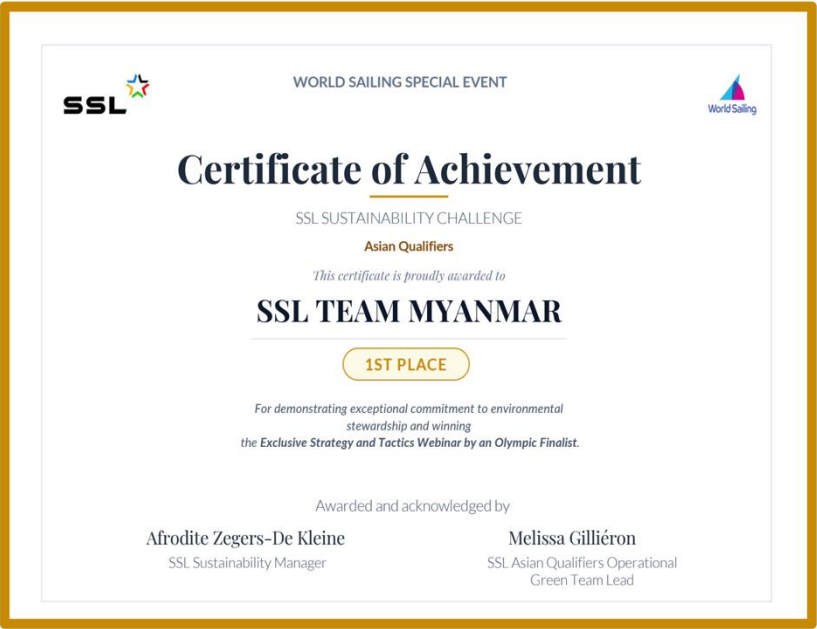 SSL
WORLD SAILING SPECIAL EVENT
World Sailing
Certificate of Achievement
SSL SUSTAINABILITY CHALLENGE
Asian Qualifiers
This certificate is proudly awarded to
SSL TEAM MYANMAR
1ST PLACE
For demonstrating exceptional commitment to environmental
stewardship and winning
the Exclusive Strategy and Tactics Webinar by an Olympic Finalist.
Awarded and acknowledged by
Afrodite Zegers-De Kleine
SSL Sustainability Manager
Melissa Gilliéron
SSL Asian Qualifiers Operational
Green Team Lead